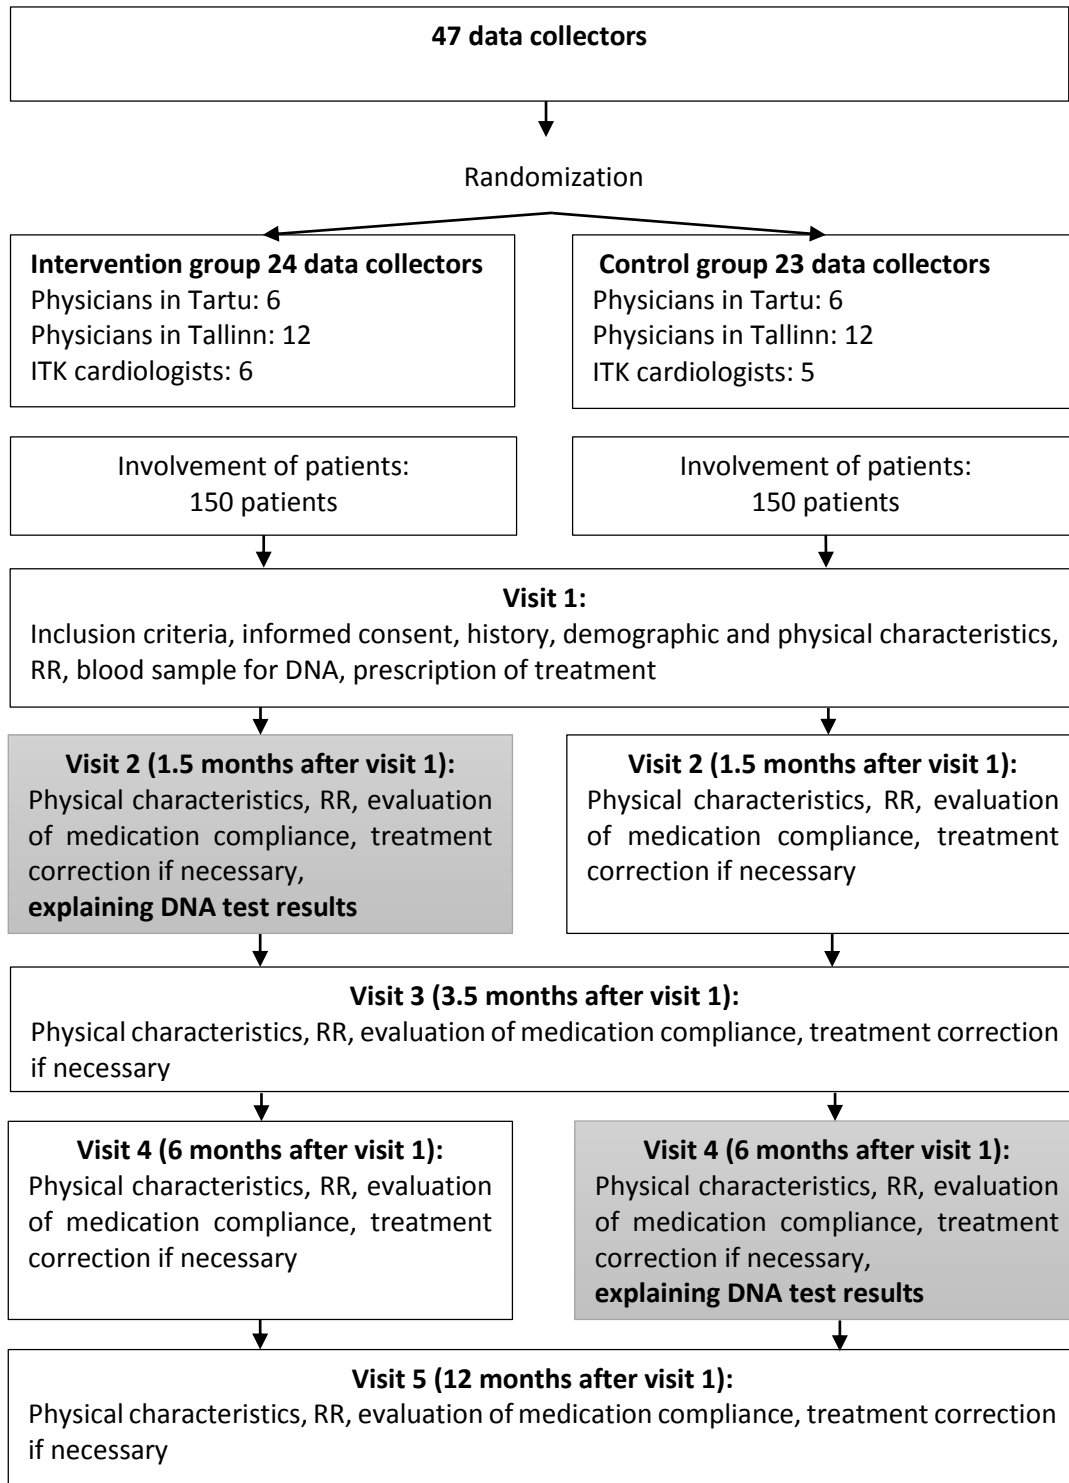 47 data collectors
Randomization
Intervention group 24 data collectors
Physicians in Tartu: 6
Physicians in Tallinn: 12
ITK cardiologists: 6
Control group 23 data collectors
Physicians in Tartu: 6
Physicians in Tallinn: 12
ITK cardiologists: 5
Involvement of patients:
150 patients
Involvement of patients:
150 patients
Visit 1:
Inclusion criteria, informed consent, history, demographic and physical characteristics,
RR, blood sample for DNA, prescription of treatment
Visit 2 (1.5 months after visit 1):
Physical characteristics, RR, evaluation
of medication compliance, treatment
correction if necessary,
explaining DNA test results
Visit 2 (1.5 months after visit 1):
Physical characteristics, RR, evaluation
of medication compliance, treatment
correction if necessary
Visit 3 (3.5 months after visit 1):
Physical characteristics, RR, evaluation of medication compliance, treatment correction
if necessary
Visit 4 (6 months after visit 1):
Physical characteristics, RR, evaluation
of medication compliance, treatment
correction if necessary
Visit 4 (6 months after visit 1):
Physical characteristics, RR, evaluation
of medication compliance, treatment
correction if necessary,
explaining DNA test results
Visit 5 (12 months after visit 1):
Physical characteristics, RR, evaluation of medication compliance, treatment correction
if necessary